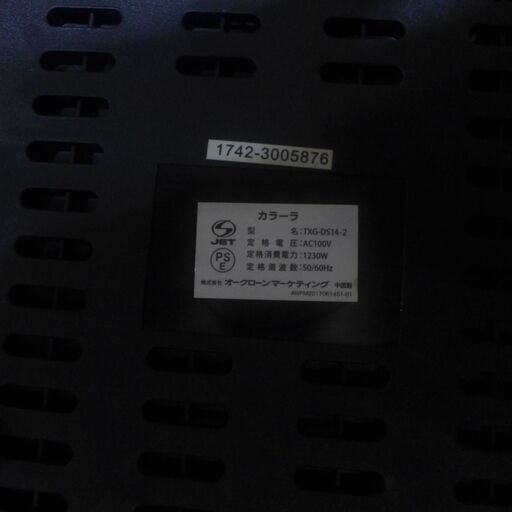 1742-3005876
カラーラ
型 名:TXG-DS14-2
定格電圧:AC100V
定格消費電力:1230W
定格周波数:50/60Hz
株式会社 オークローンマーケティング 中国製
JET
PS
E